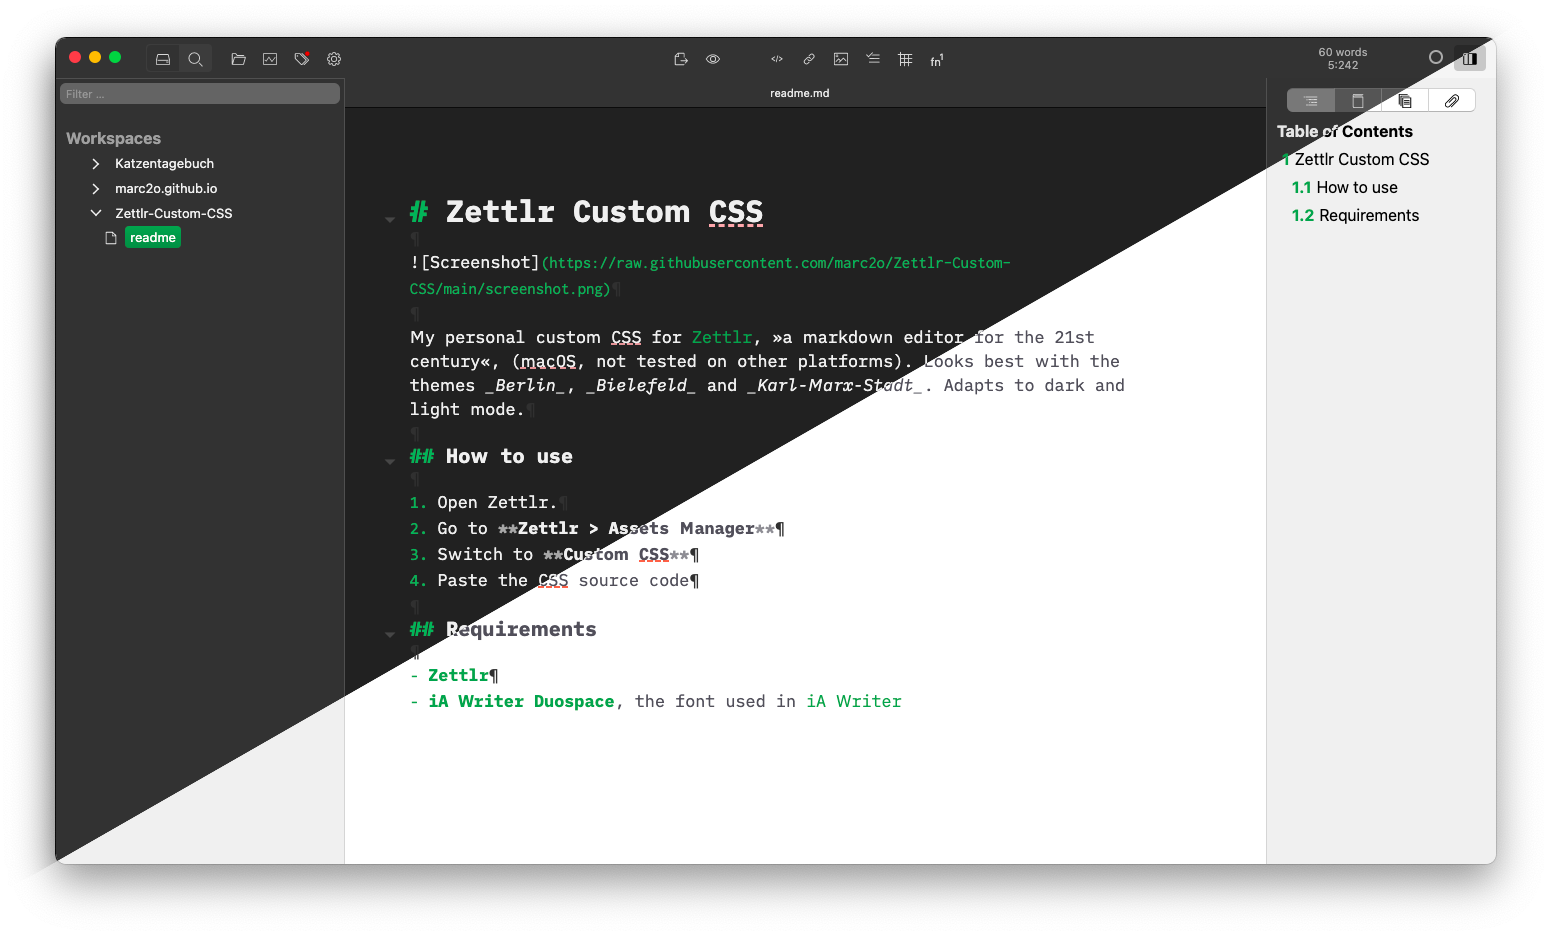 60 words
5:242
</>
fn1
readme.md
Filter ...
Workspaces
Katzentagebuch
marc2o.github.io
Zettlr-Custom-CSS
readme
# Zettlr Custom CSS
¶
![Screenshot](https://raw.githubusercontent.com/marc2o/Zettlr-Custom-
CSS/main/screenshot.png)¶
¶
My personal custom CSS for Zettlr, »a markdown editor for the 21st
century«, (macOS, not tested on other platforms). Looks best with the
themes _Berlin_, _Bielefeld_ and _Karl-Marx-Stadt_. Adapts to dark and
light mode.¶
¶
## How to use
¶
1. Open Zettlr.¶
2. Go to **Zettlr > Assets Manager**¶
3. Switch to **Custom CSS**¶
4. Paste the CSS source code¶
¶
## Requirements
¶
- Zettlr¶
- iA Writer Duospace, the font used in iA Writer
Table of Contents
1 Zettlr Custom CSS
1.1 How to use
1.2 Requirements